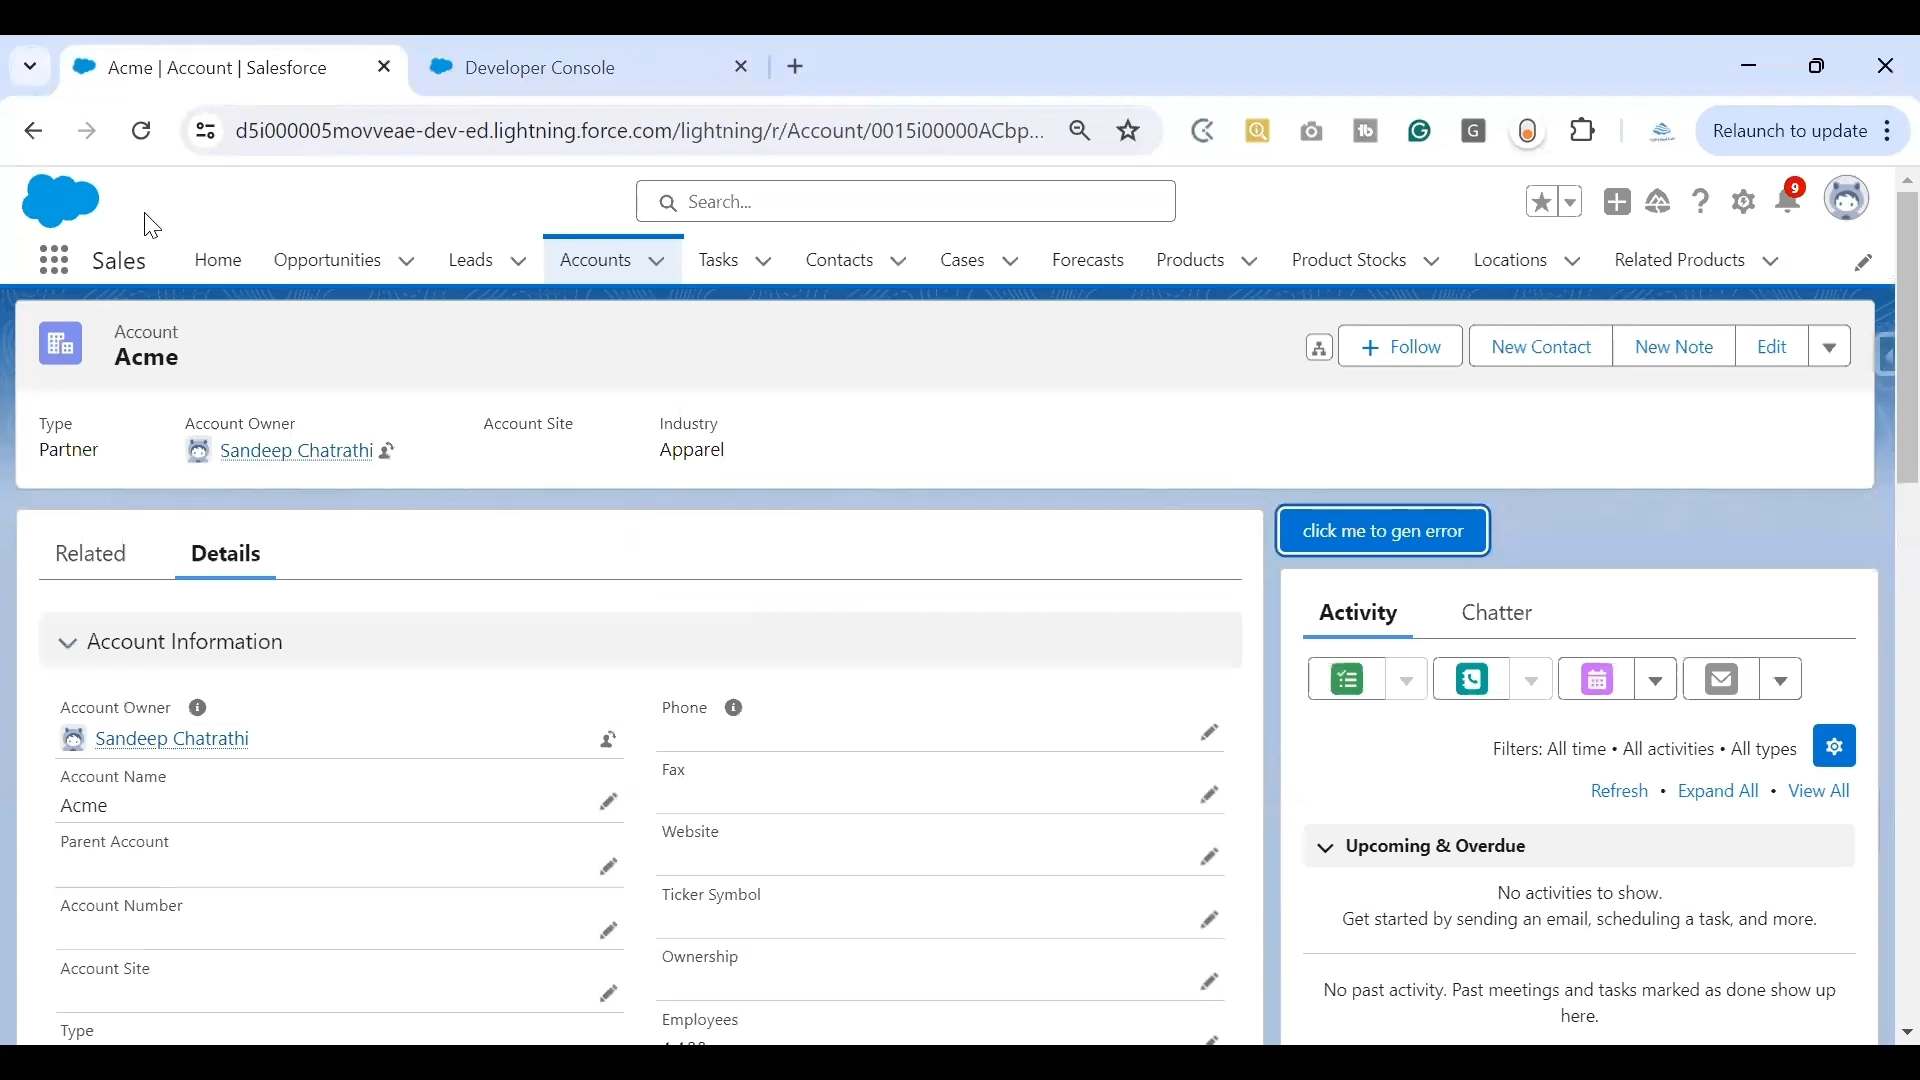 Acme | Account | Salesforce
Developer Console
d5i000005movveae-dev-ed.lightning.force.com/lightning/r/Account/0015i00000ACbp...
Relaunch to update
Search...
9
Sales
Home
Opportunities
Leads
Accounts
Tasks
Contacts
Cases
Forecasts
Products
Product Stocks
Locations
Related Products
Account
Acme
Follow
New Contact
New Note
Edit
Type
Partner
Account Owner
Sandeep Chatrathi
Account Site
Industry
Apparel
Related
Details
click me to gen error
Account Information
Account Owner
Sandeep Chatrathi
Account Name
Acme
Parent Account
Account Number
Account Site
Type
Phone
Fax
Website
Ticker Symbol
Ownership
Employees
Activity
Chatter
Filters: All time • All activities • All types
Refresh • Expand All • View All
Upcoming & Overdue
No activities to show.
Get started by sending an email, scheduling a task, and more.
No past activity. Past meetings and tasks marked as done show up
here.